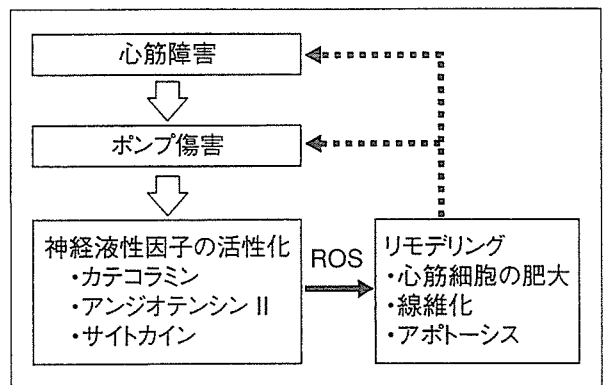 心筋障害
ポンプ傷害
神経液性因子の活性化
・カテコラミン
・アンジオテンシン II
・サイトカイン
ROS
リモデリング
・心筋細胞の肥大
・線維化
・アポトーシス